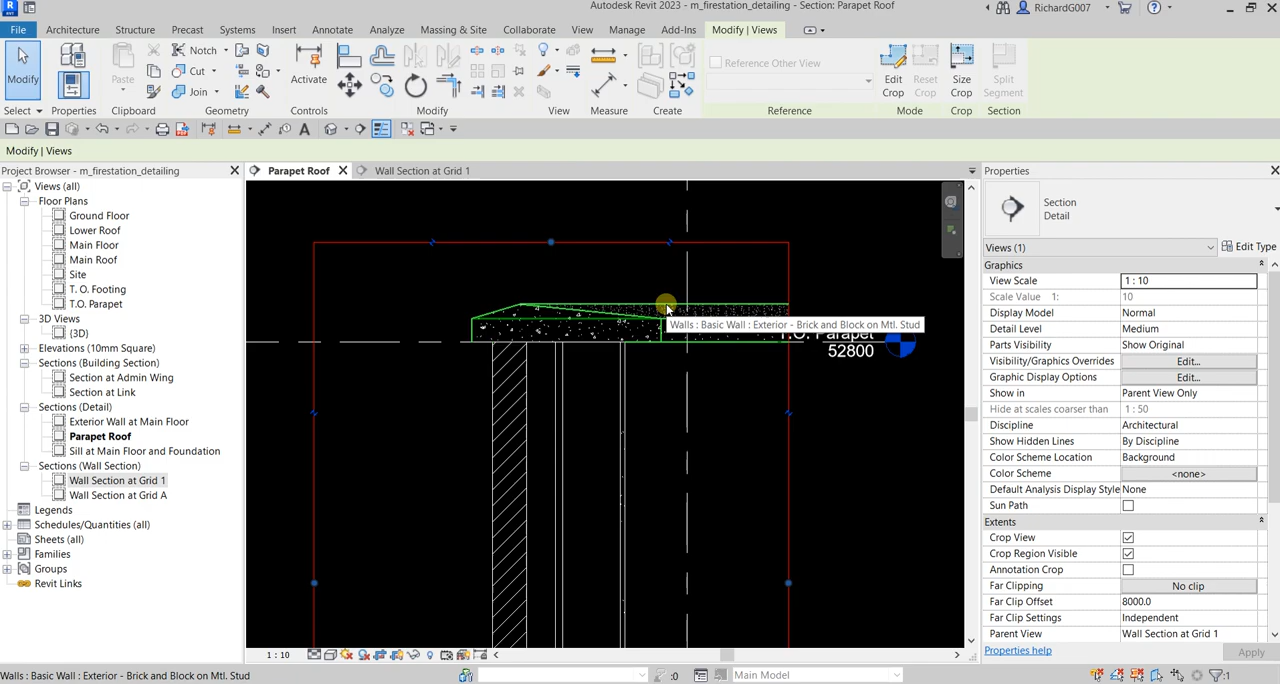 Autodesk Revit 2023 - m_firestation_detailing - Section: Parapet Roof
RichardG007
File Architecture Structure Precast Systems Insert Annotate Analyze Massing & Site Collaborate View Manage Add-Ins Modify | Views
Modify
Paste
Notch
Cut
Join
Activate
Reference Other View
Edit Crop
Reset Crop
Size Crop
Split Segment
Select Properties Clipboard Geometry Controls Modify View Measure Create Reference Mode Crop Section
Modify | Views
Project Browser - m_firestation_detailing
Views (all)
Floor Plans
Ground Floor
Lower Roof
Main Floor
Main Roof
Site
T. O. Footing
T.O. Parapet
3D Views
{3D}
Elevations (10mm Square)
Sections (Building Section)
Section at Admin Wing
Section at Link
Sections (Detail)
Exterior Wall at Main Floor
Parapet Roof
Sill at Main Floor and Foundation
Sections (Wall Section)
Wall Section at Grid 1
Wall Section at Grid A
Legends
Schedules/Quantities (all)
Sheets (all)
Families
Groups
Revit Links
Parapet Roof
Wall Section at Grid 1
Walls : Basic Wall : Exterior - Brick and Block on Mtl. Stud
T.O. Parapet
52800
1 : 10
Properties
Section
Detail
Views (1) Edit Type
Graphics
View Scale 1 : 10
Scale Value 1: 10
Display Model Normal
Detail Level Medium
Parts Visibility Show Original
Visibility/Graphics Overrides Edit...
Graphic Display Options Edit...
Show in Parent View Only
Hide at scales coarser than 1 : 50
Discipline Architectural
Show Hidden Lines By Discipline
Color Scheme Location Background
Color Scheme <none>
Default Analysis Display Style None
Sun Path
Extents
Crop View
Crop Region Visible
Annotation Crop
Far Clipping No clip
Far Clip Offset 8000.0
Far Clip Settings Independent
Parent View Wall Section at Grid 1
Properties help Apply
Walls : Basic Wall : Exterior - Brick and Block on Mtl. Stud
:0
Main Model
:1